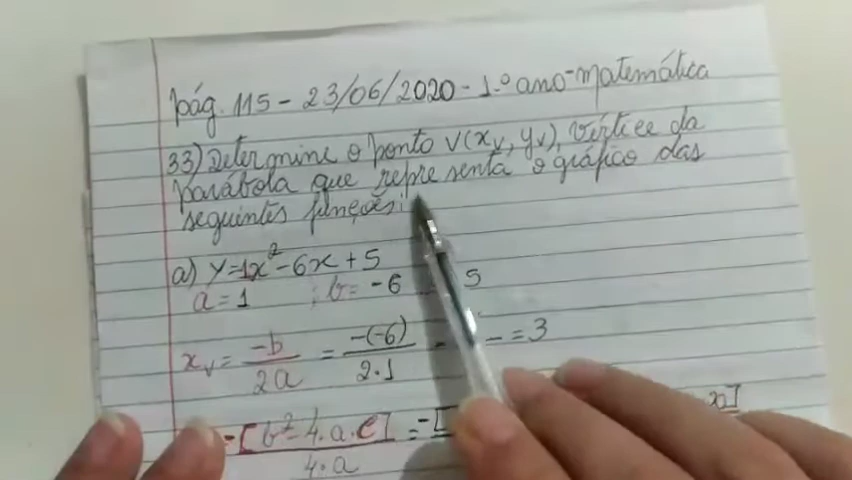 pág. 115 - 23/06/2020 - 1.º ano - matemática
33) Determine o ponto V(xv, yv), vértice da
parábola que representa o gráfico das
seguintes funções:
a) y=1x²-6x+5
a=1 ; b=-6 5
xv = -b/2a = -(-6)/2·1 = 3
-[b²-4·a·c]/4·a = -[